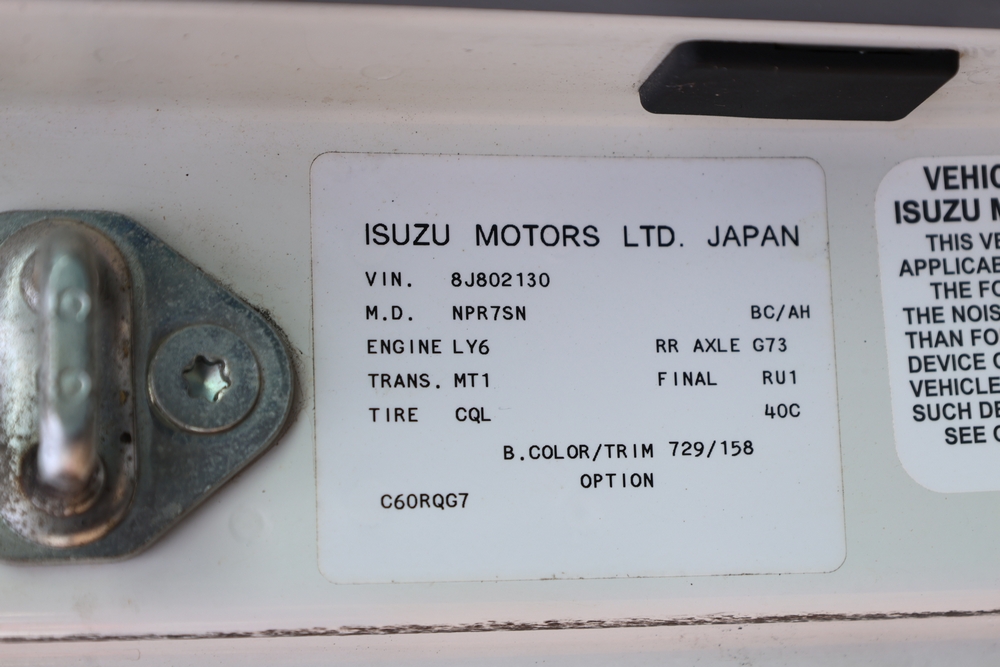 ISUZU MOTORS LTD. JAPAN
VIN. 8J802130
M.D. NPR7SN BC/AH
ENGINE LY6 RR AXLE G73
TRANS. MT1 FINAL RU1
TIRE CQL 40C
B.COLOR/TRIM 729/158
OPTION
C60RQG7
VEHIC
ISUZU M
THIS VE
APPLICABE
THE FO
THE NOIS
THAN FO
DEVICE O
VEHICLE
SUCH DE
SEE O